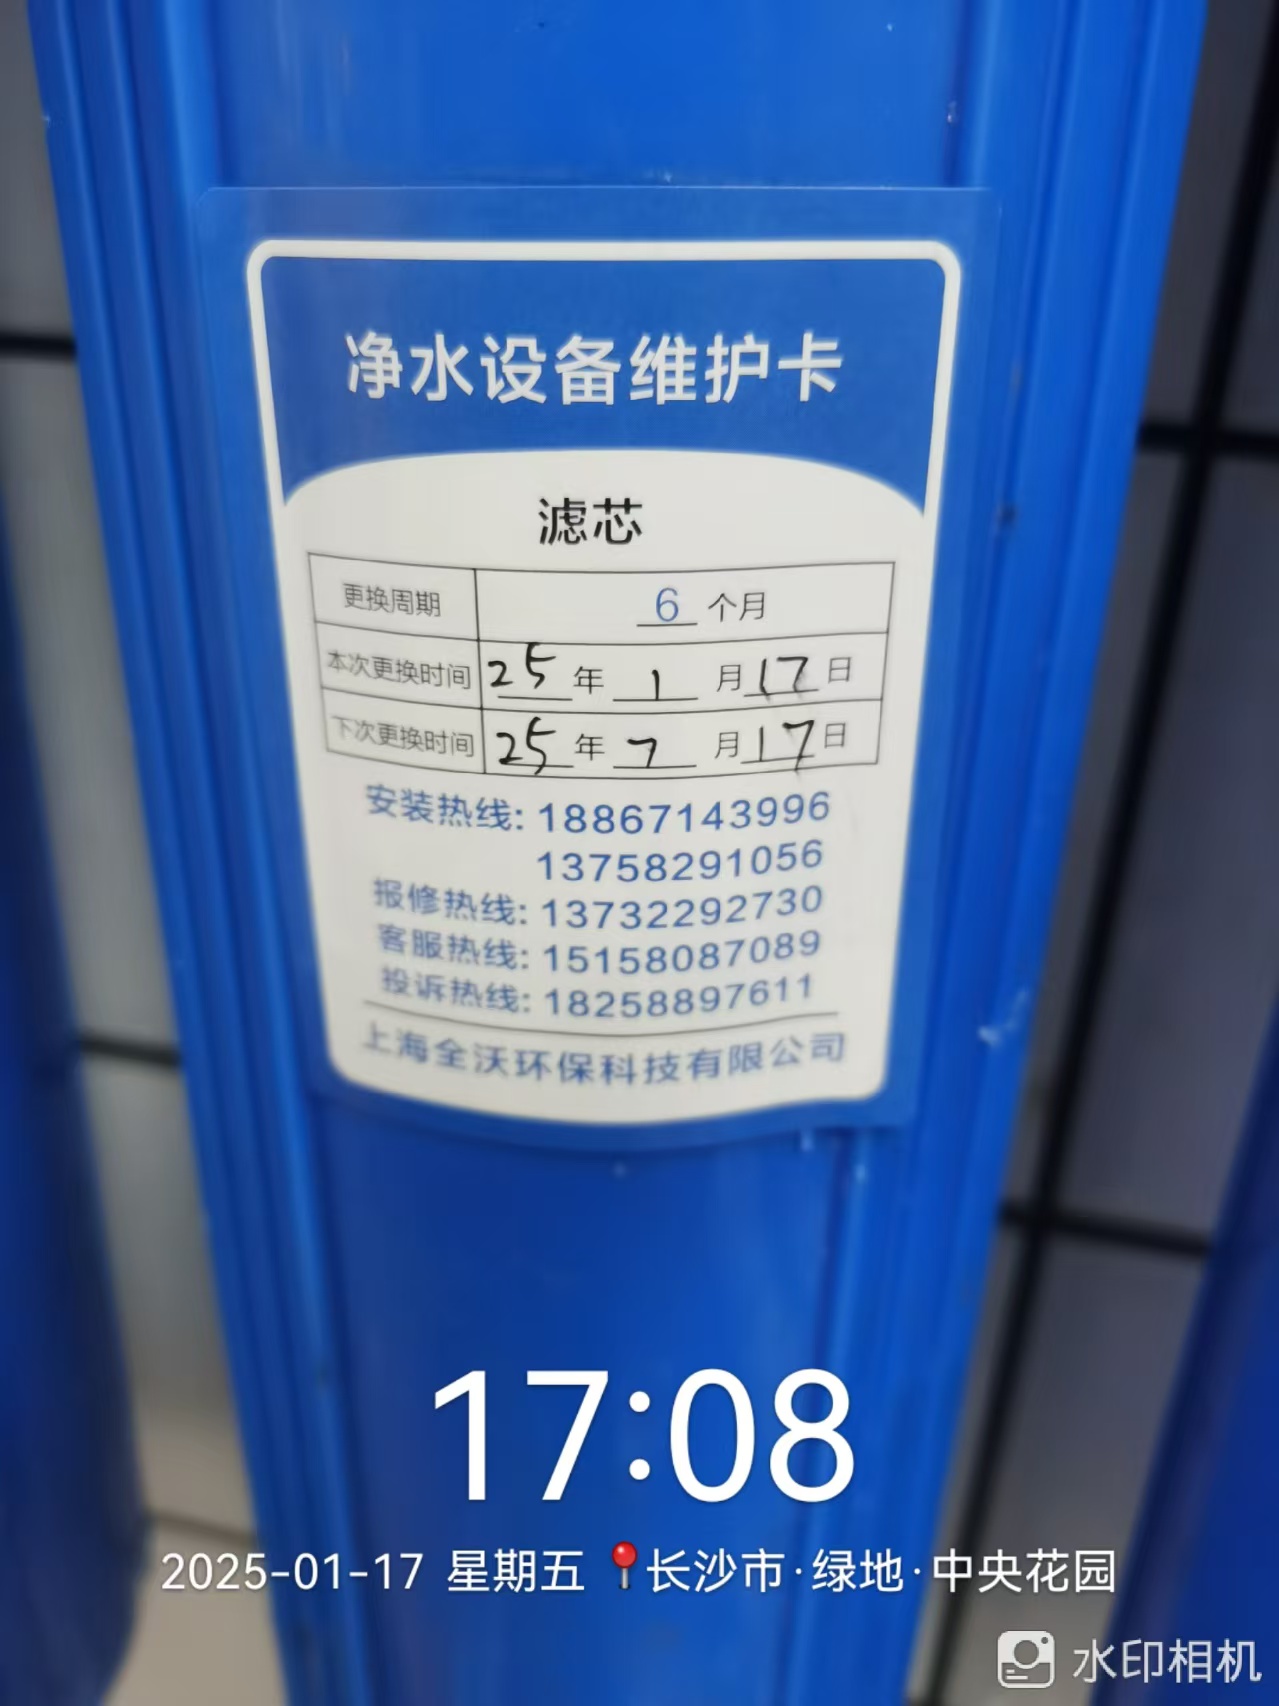 净水设备维护卡
滤芯
更换周期 6 个月
本次更换时间 25 年 1 月 17 日
下次更换时间 25 年 7 月 17 日
安装热线: 18867143996
13758291056
报修热线: 13732292730
客服热线: 15158087089
投诉热线: 18258897611
上海全沃环保科技有限公司
17:08
2025-01-17 星期五 长沙市·绿地·中央花园
水印相机